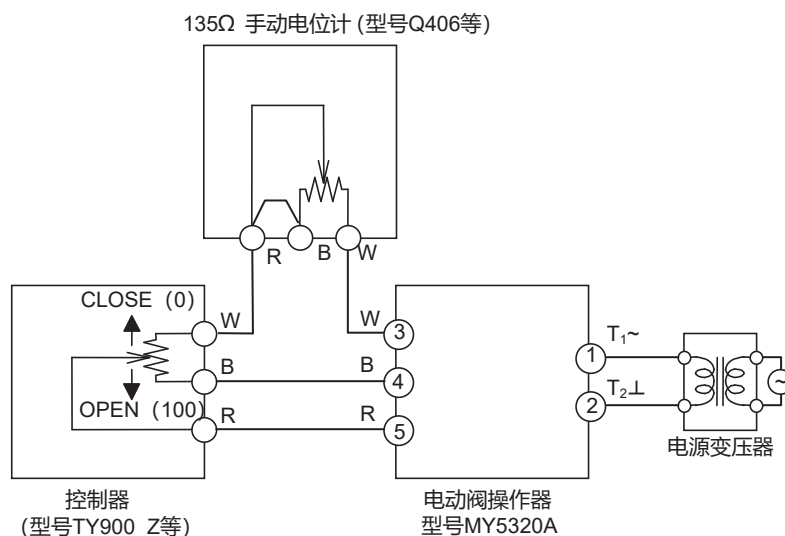 135Ω 手动电位计 (型号Q406等)
R
B
W
CLOSE (0)
OPEN (100)
W
B
R
W
B
R
3
4
5
1
2
T₁~
T₂⊥
~
电源变压器
控制器
(型号TY900 Z等)
电动阀操作器
型号MY5320A